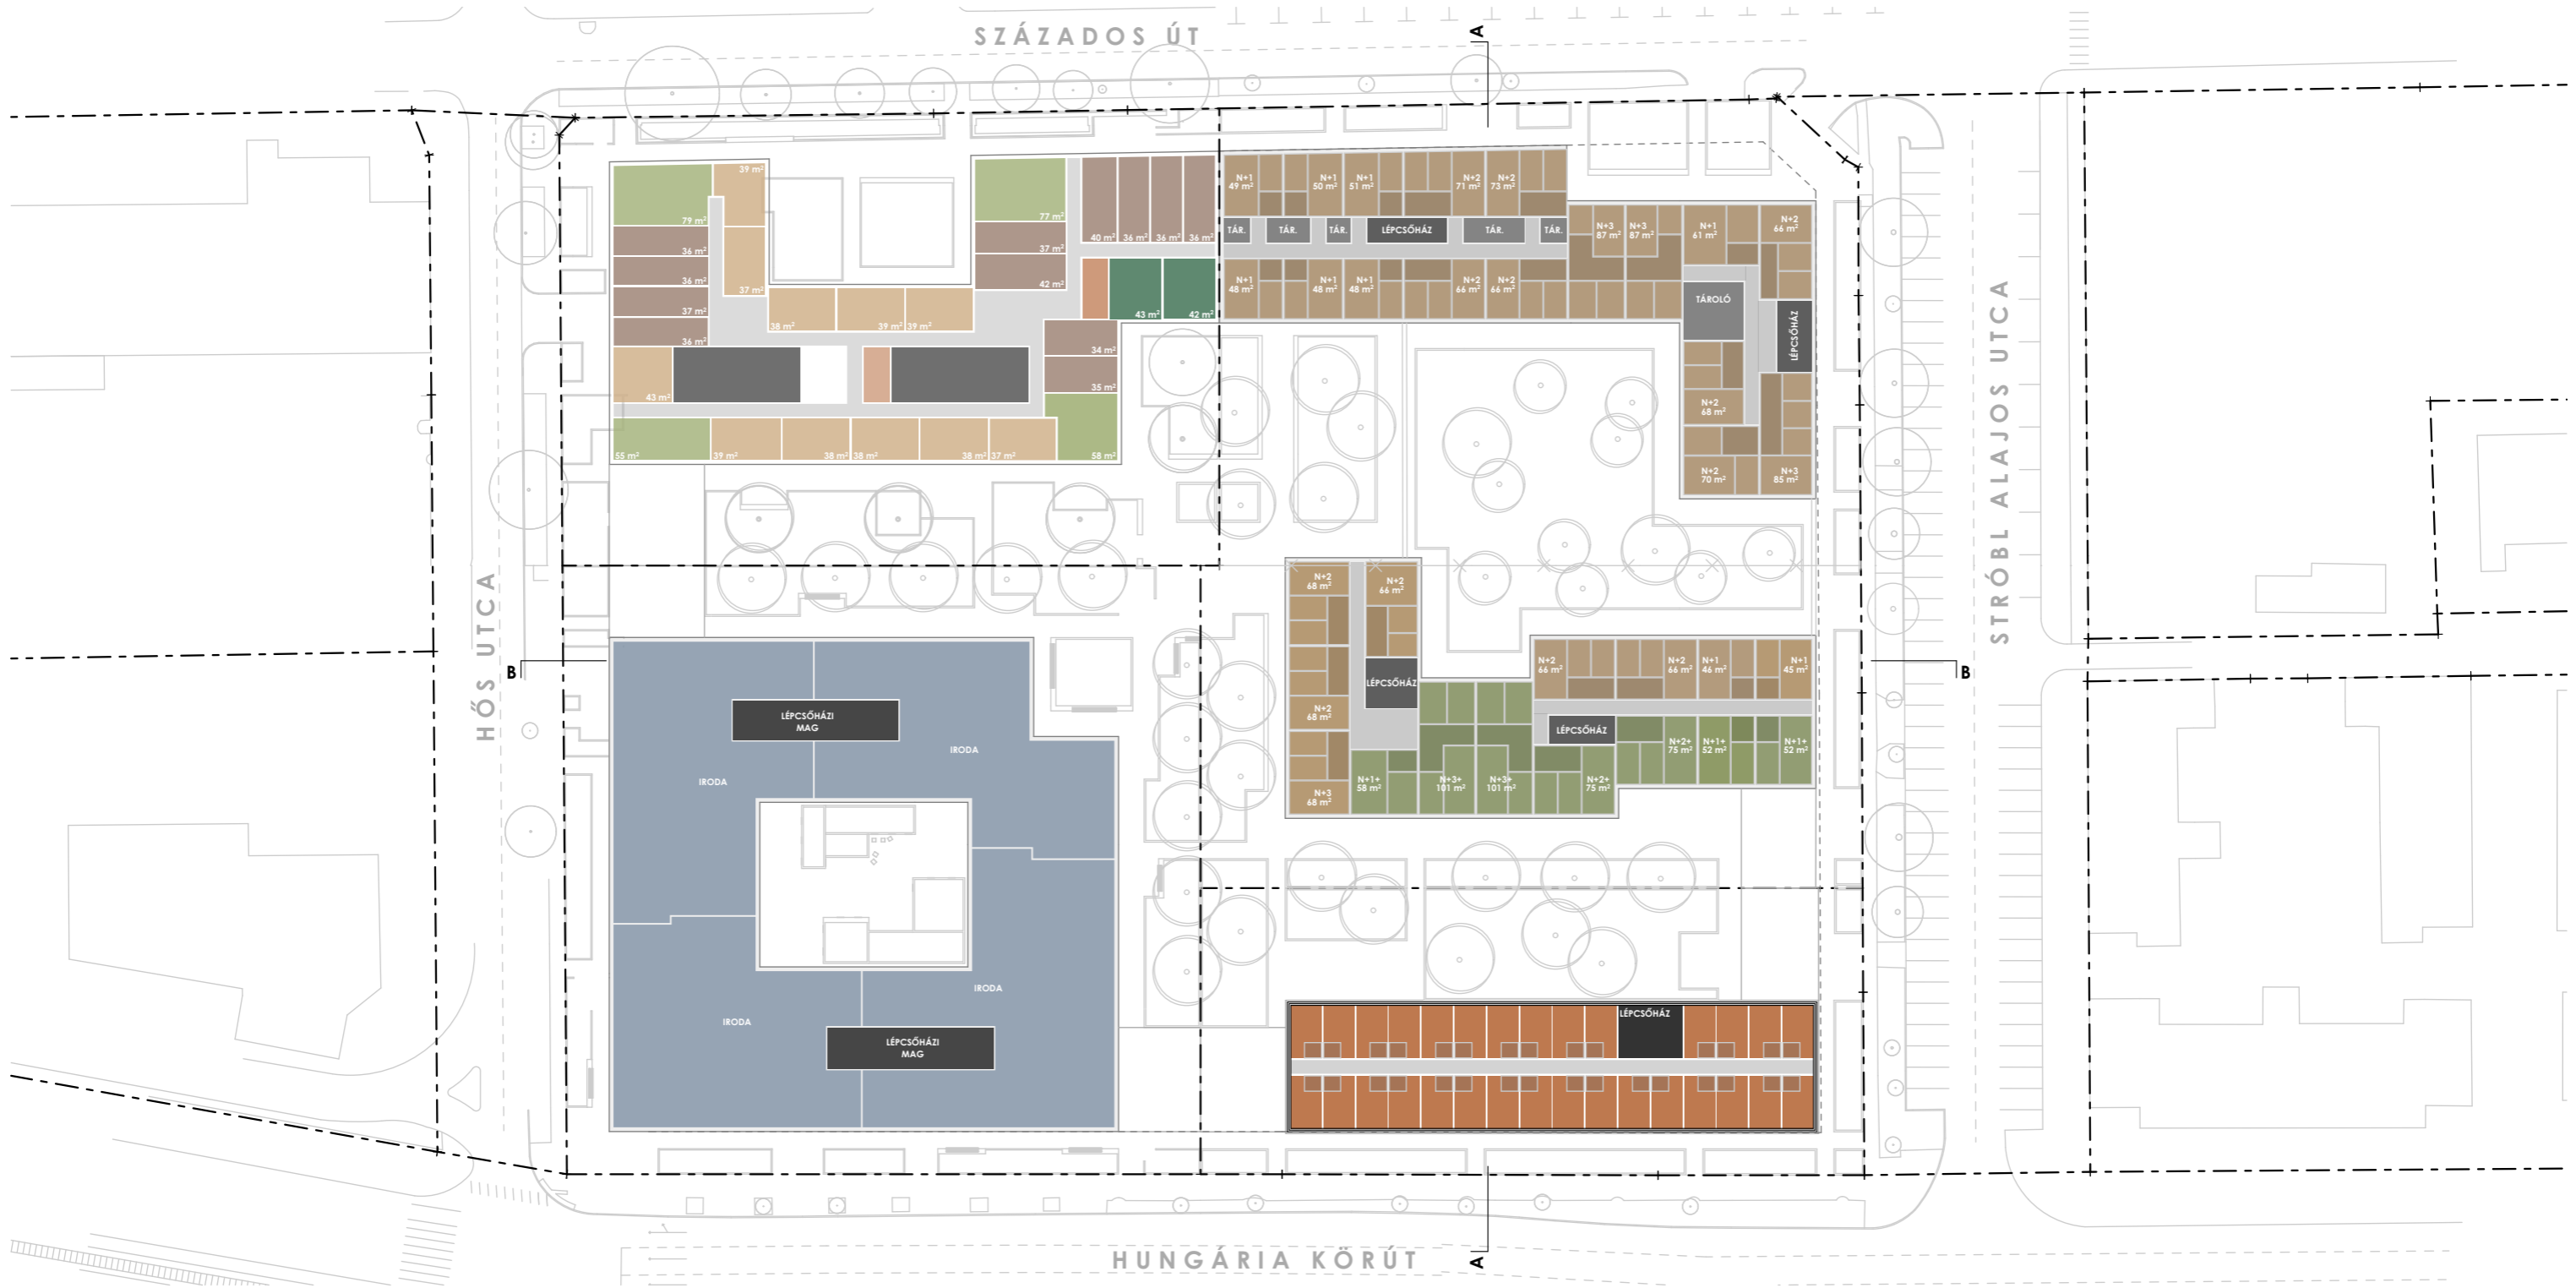 SZÁZADOS ÚT
A
39 m²
79 m²
36 m²
36 m²
37 m²
36 m²
37 m²
38 m²
39 m²
39 m²
43 m²
55 m²
39 m²
38 m²
38 m²
38 m²
37 m²
58 m²
77 m²
37 m²
42 m²
40 m²
36 m²
36 m²
36 m²
43 m²
42 m²
34 m²
35 m²
N+1
49 m²
N+1
50 m²
N+1
51 m²
N+2
71 m²
N+2
73 m²
TÁR.
TÁR.
TÁR.
LÉPCSŐHÁZ
TÁR.
TÁR.
N+1
48 m²
N+1
48 m²
N+1
48 m²
N+2
66 m²
N+2
66 m²
N+3
87 m²
N+3
87 m²
N+1
61 m²
N+2
66 m²
TÁROLÓ
LÉPCSŐHÁZ
N+2
68 m²
N+2
70 m²
N+3
85 m²
STRÓBL ALAJOS UTCA
HŐS UTCA
N+2
68 m²
N+2
66 m²
LÉPCSŐHÁZ
N+2
68 m²
N+3
68 m²
N+2
66 m²
N+2
66 m²
N+1
46 m²
N+1
45 m²
LÉPCSŐHÁZ
N+1+
58 m²
N+3+
101 m²
N+3+
101 m²
N+2+
75 m²
N+2+
75 m²
N+1+
52 m²
N+1+
52 m²
B
B
LÉPCSŐHÁZI
MAG
IRODA
IRODA
IRODA
IRODA
LÉPCSŐHÁZI
MAG
LÉPCSŐHÁZ
A
HUNGÁRIA KÖRÚT